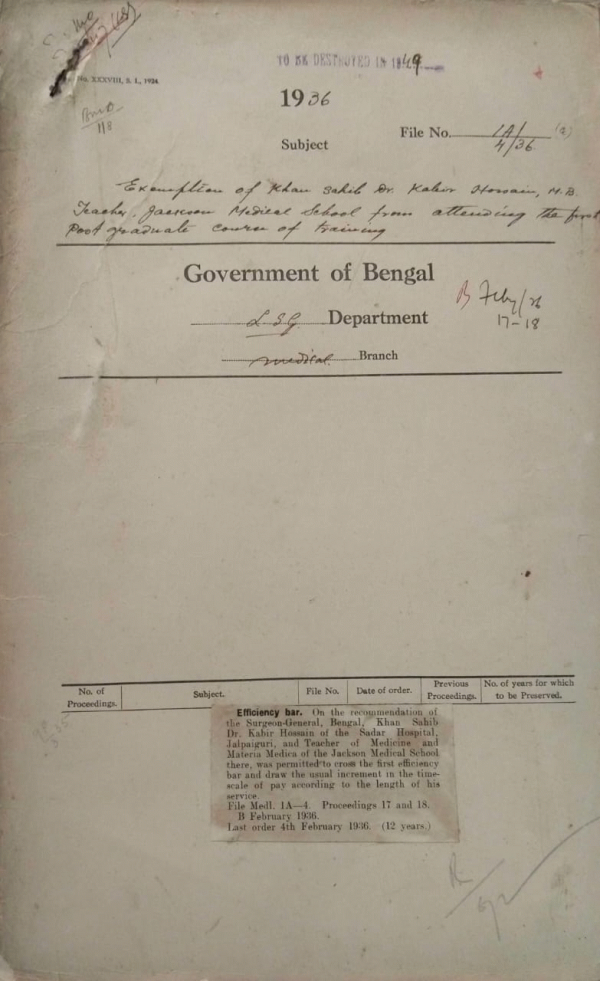 TO BE DESTROYED IN 1949
No. XXXVIII, S. I., 1924.
1936
File No. 1A/4/36 (a)
Subject
Exemption of Khan Sahib Dr. Kabir Hossain, M.B.
Teacher, Jackson Medical School from attending the first
Post graduate course of training
Government of Bengal
L.S.G Department
B Feby/36
17-18
medical Branch
No. of Proceedings. Subject. File No. Date of order. Previous Proceedings. No. of years for which to be Preserved.
Efficiency bar. On the recommendation of
the Surgeon-General, Bengal, Khan Sahib
Dr. Kabir Hossain of the Sadar Hospital,
Jalpaiguri, and Teacher of Medicine and
Materia Medica of the Jackson Medical School
there, was permitted to cross the first efficiency
bar and draw the usual increment in the time-
scale of pay according to the length of his
service.
File Medl. 1A—4. Proceedings 17 and 18.
B February 1936.
Last order 4th February 1936. (12 years.)